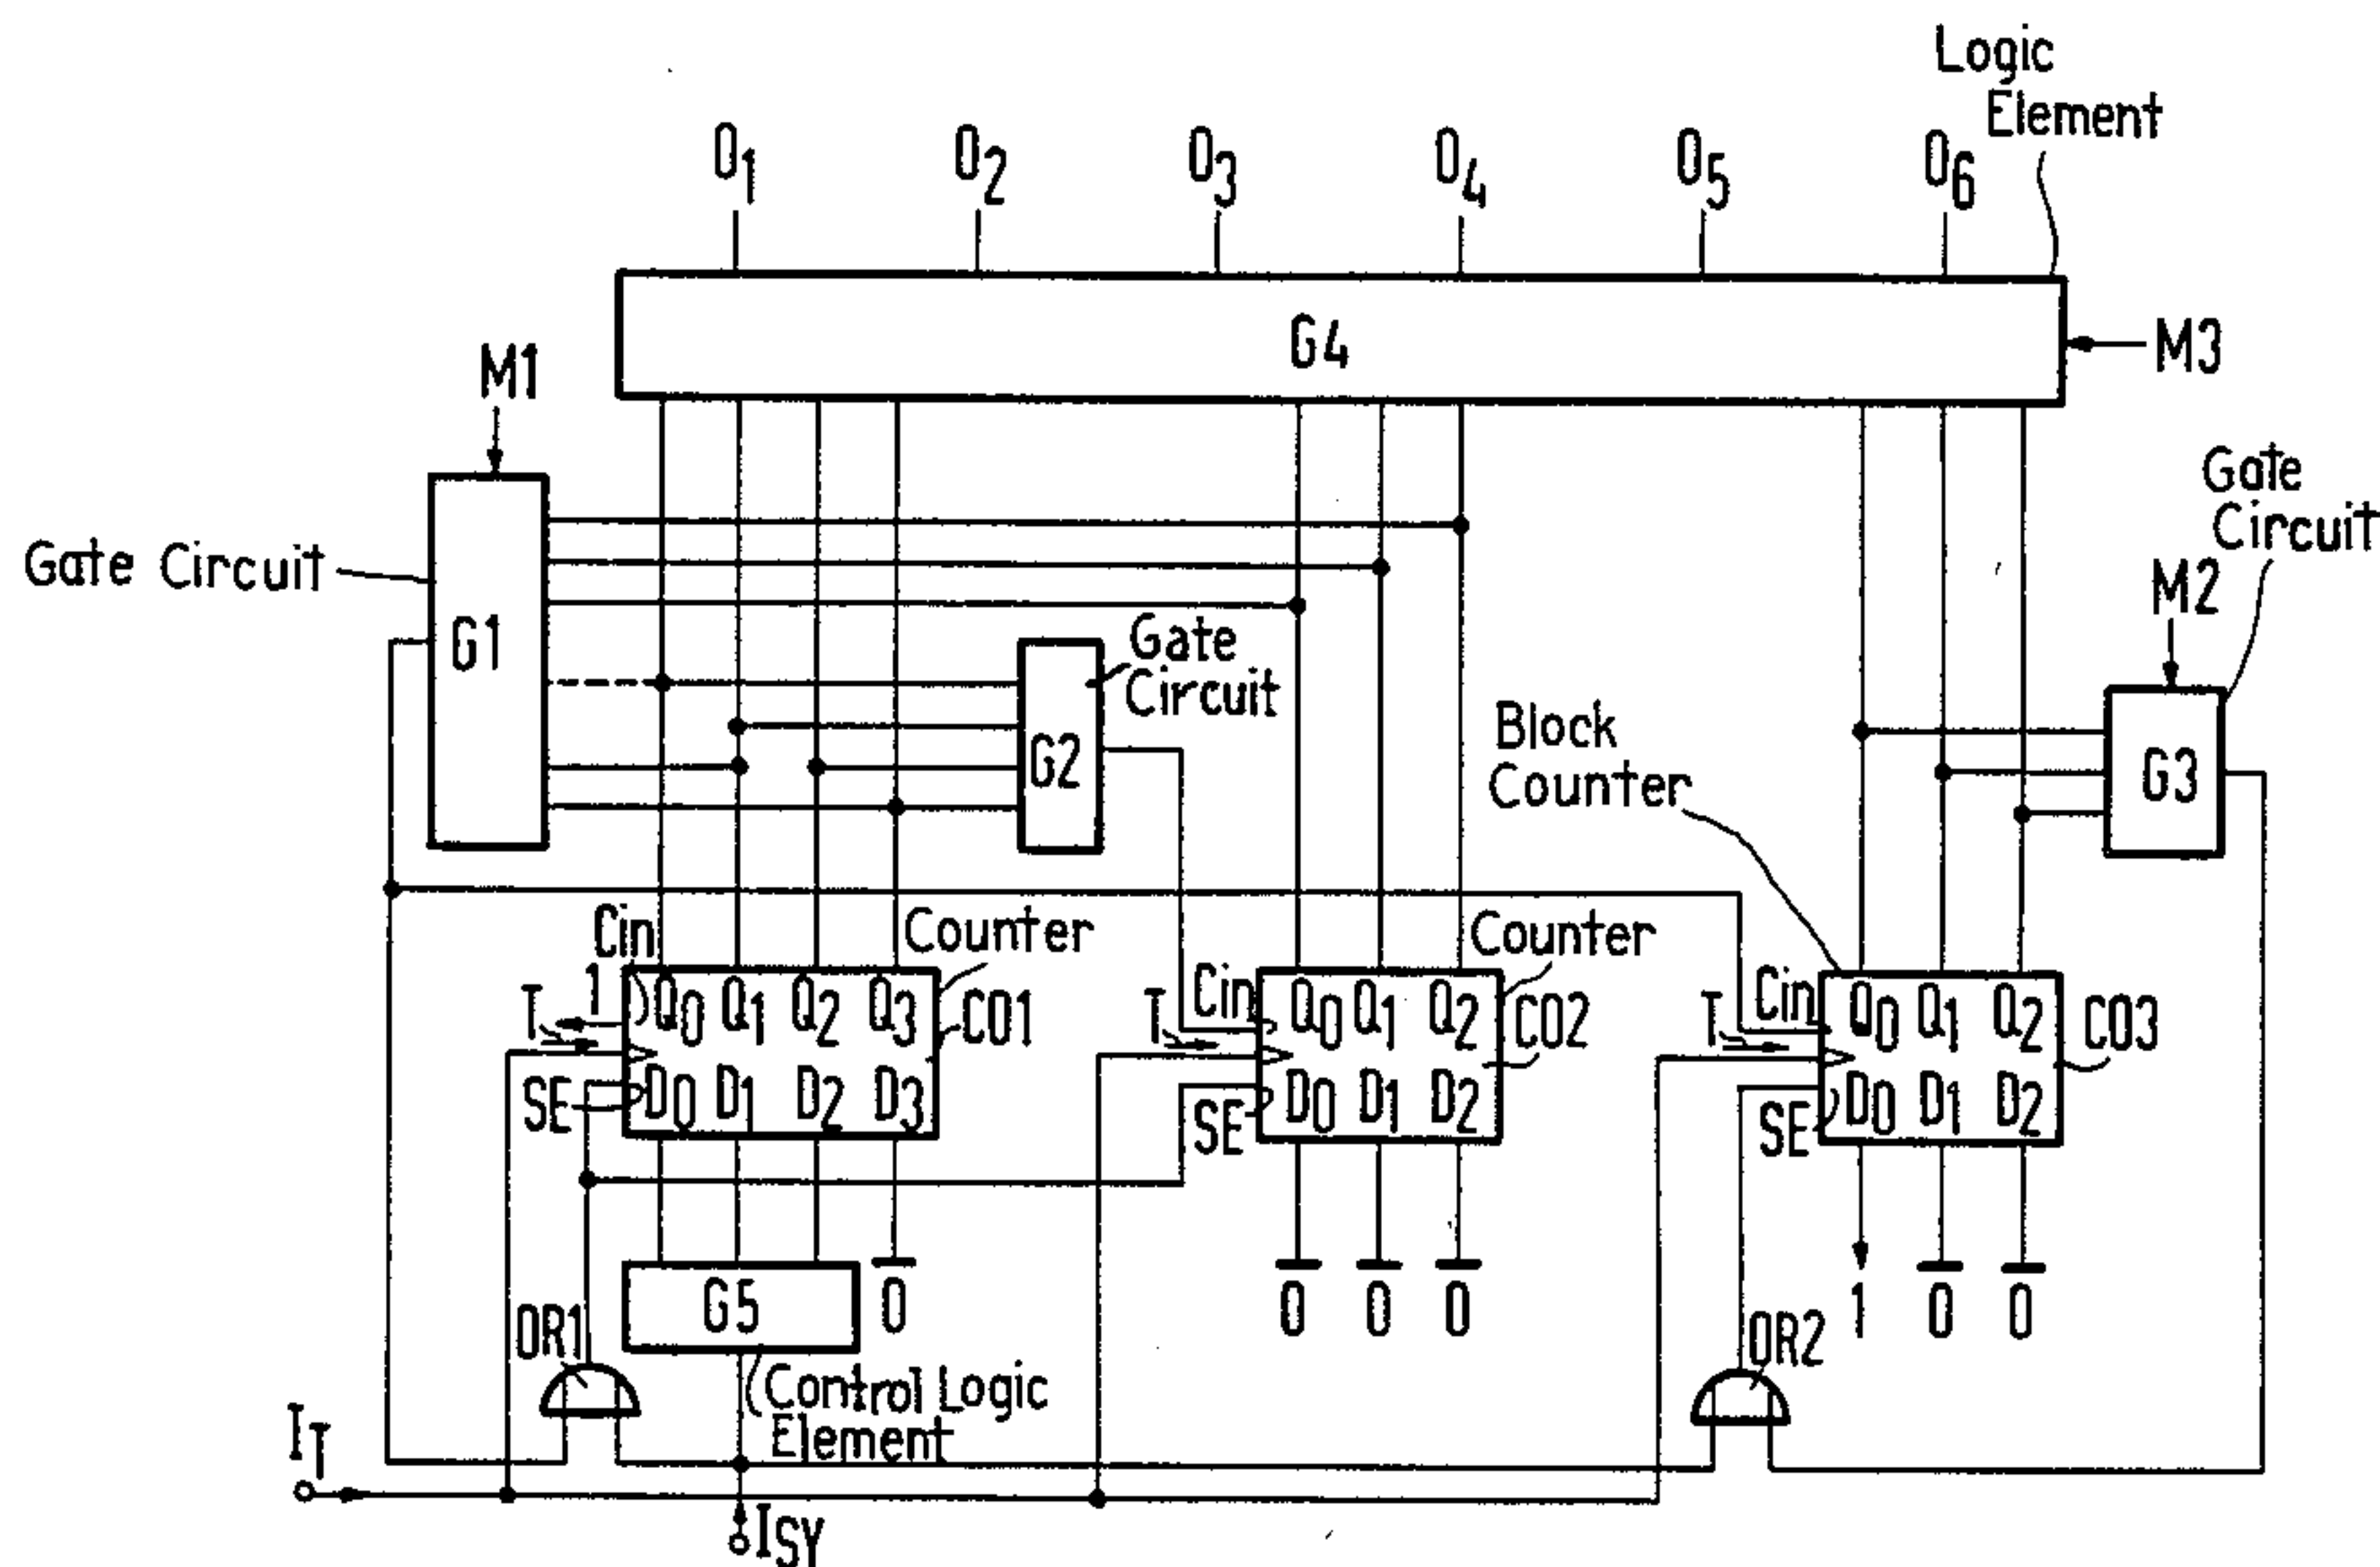 Logic
Element
O1 O2 O3 O4 O5 O6
G4
M3
M1
Gate Circuit
G1
Gate
Circuit
G2
Gate
Circuit
M2
G3
Block
Counter
Cin
1
T
SE
Q0 Q1 Q2 Q3
D0 D1 D2 D3
Counter
CO1
Cin
T
SE
Q0 Q1 Q2
D0 D1 D2
Counter
CO2
Cin
T
SE
Q0 Q1 Q2
D0 D1 D2
CO3
G5
0
0 0 0
1 0 0
OR1
Control Logic
Element
OR2
IT
ISY